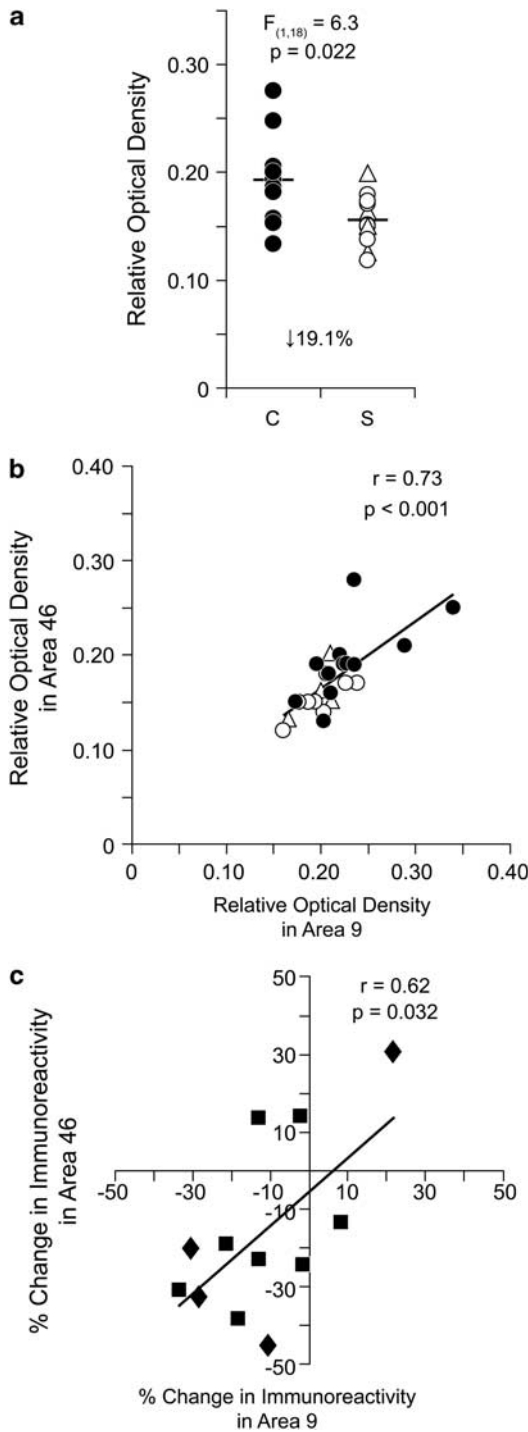 a
F(1,18) = 6.3
p = 0.022
Relative Optical Density
0.30
0.20
0.10
0
↓19.1%
C S
b
r = 0.73
p < 0.001
Relative Optical Density
in Area 46
0.40
0.30
0.20
0.10
0
0 0.10 0.20 0.30 0.40
Relative Optical Density
in Area 9
c
r = 0.62
p = 0.032
% Change in Immunoreactivity
in Area 46
50
30
10
-50 -30 -10 10 30 50
-10
-30
-50
% Change in Immunoreactivity
in Area 9